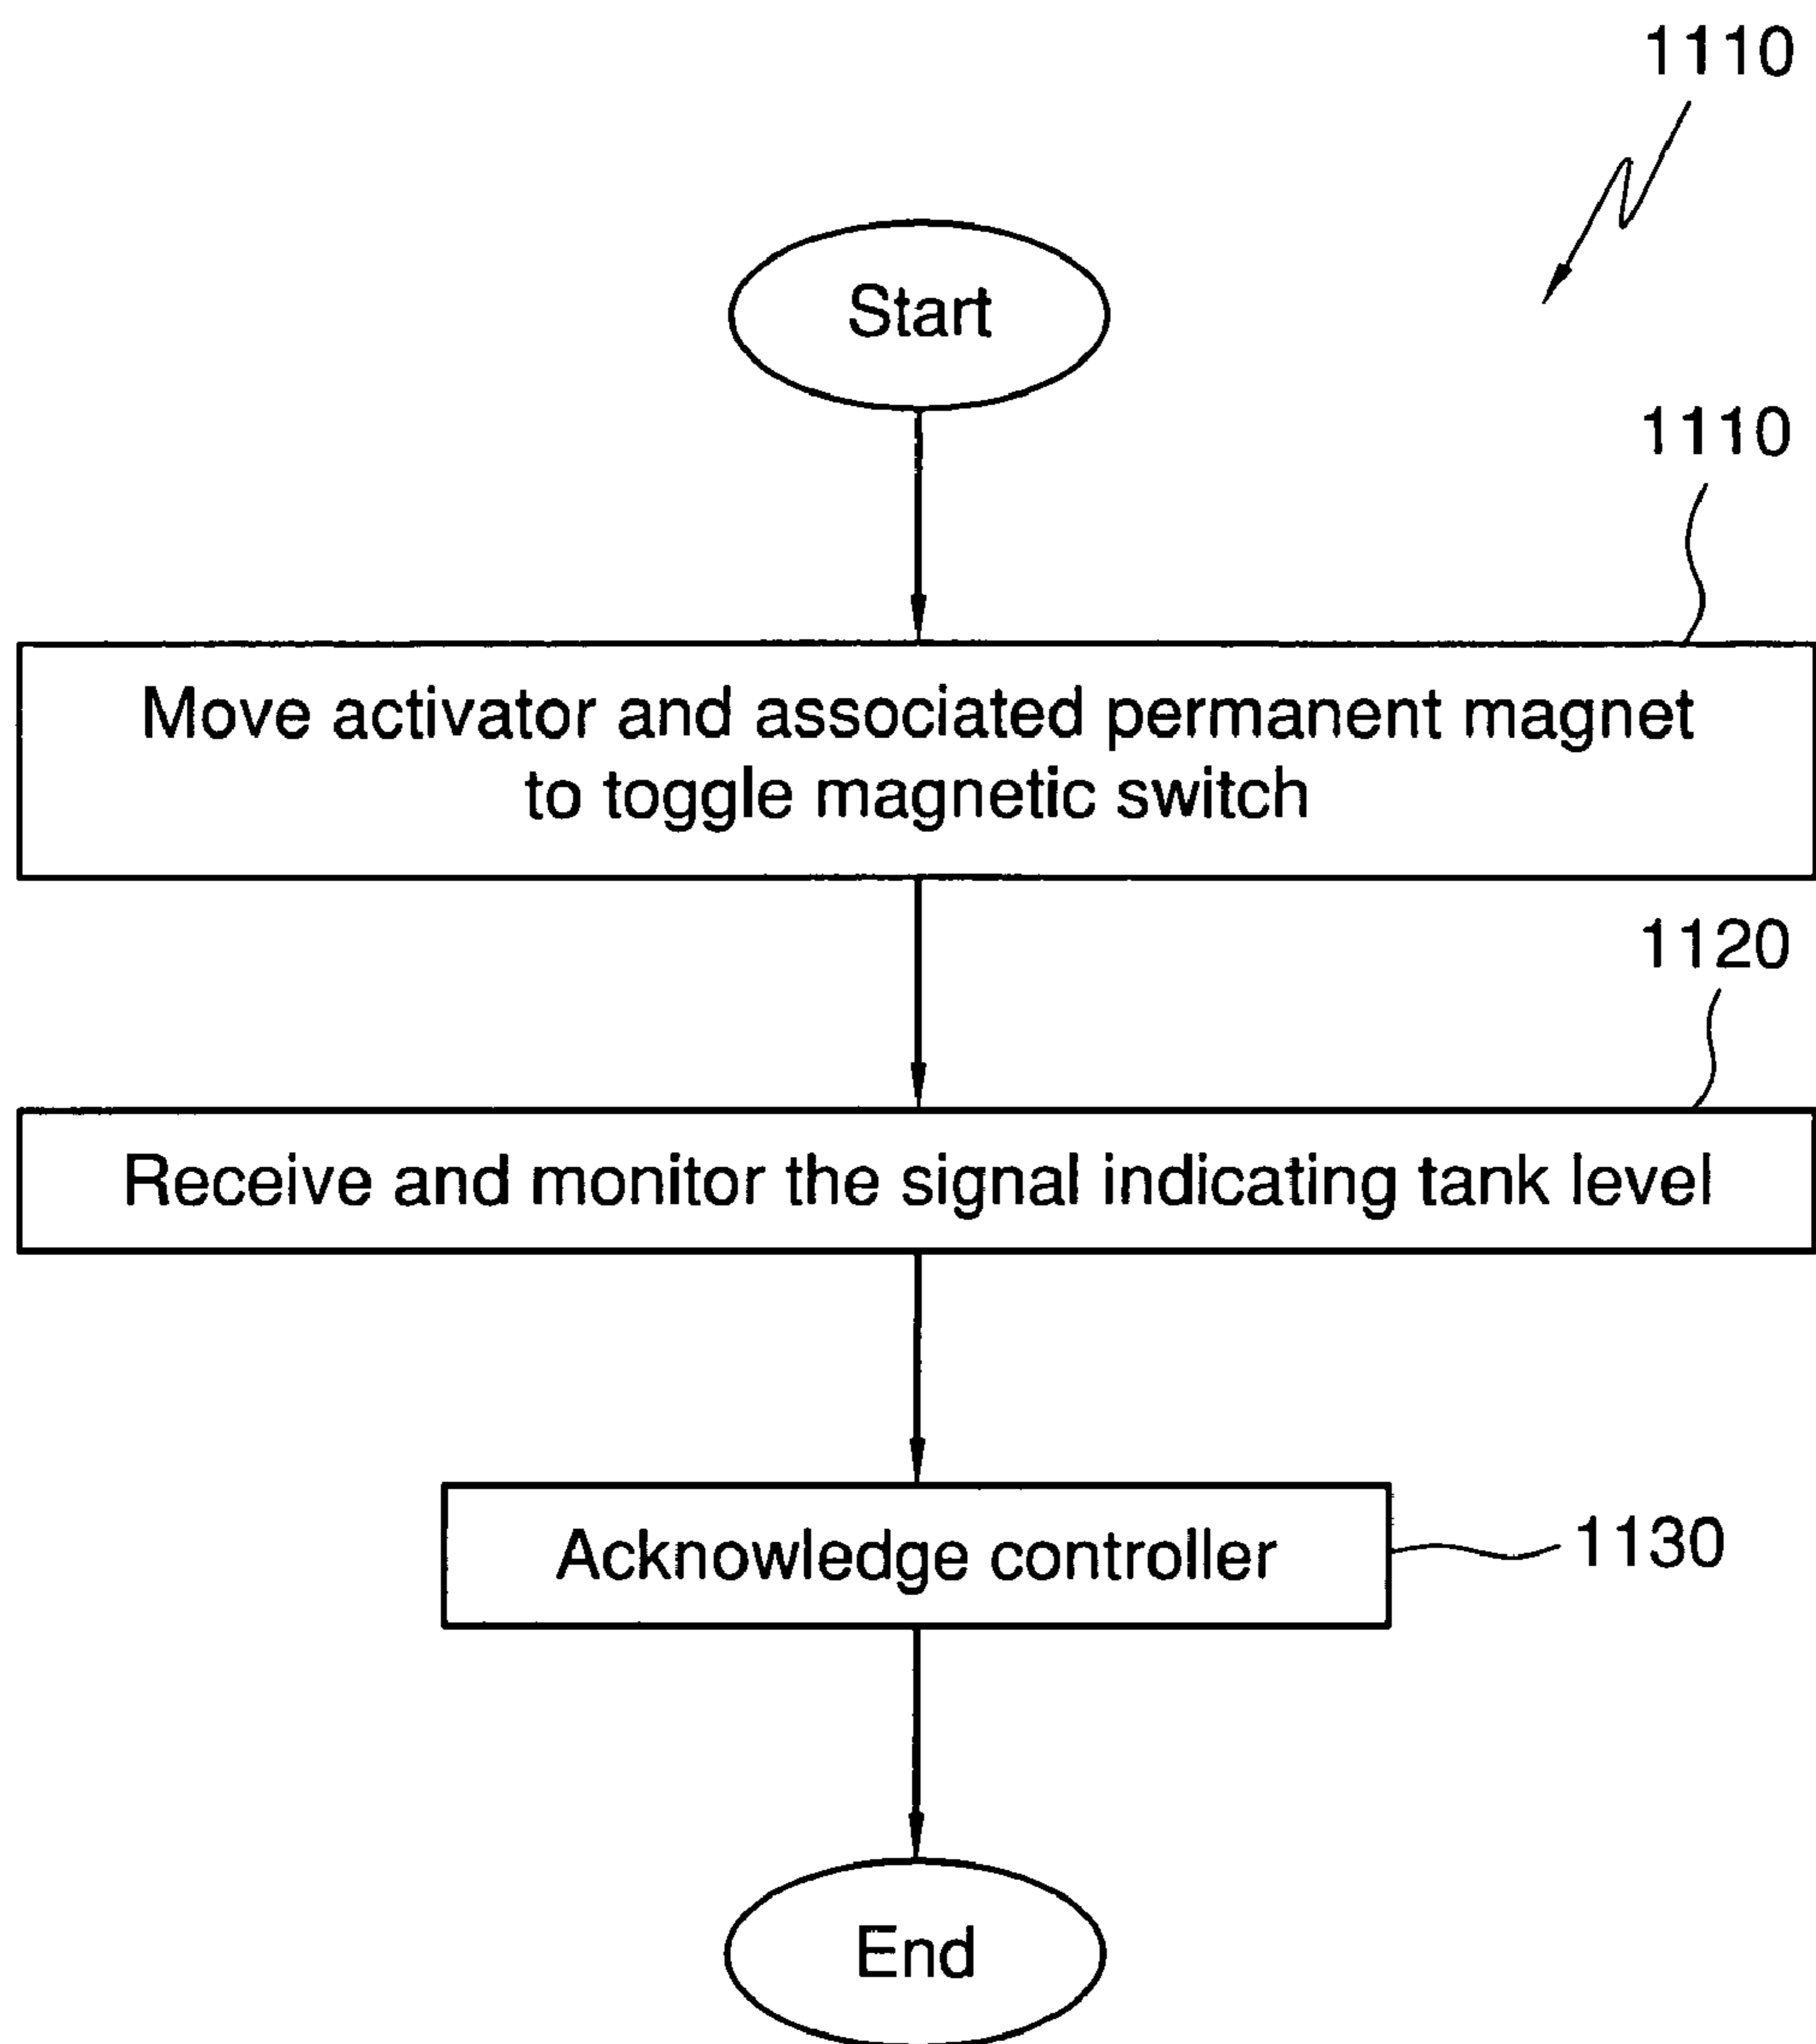 1110
Start
1110
Move activator and associated permanent magnet
to toggle magnetic switch
1120
Receive and monitor the signal indicating tank level
Acknowledge controller
1130
End